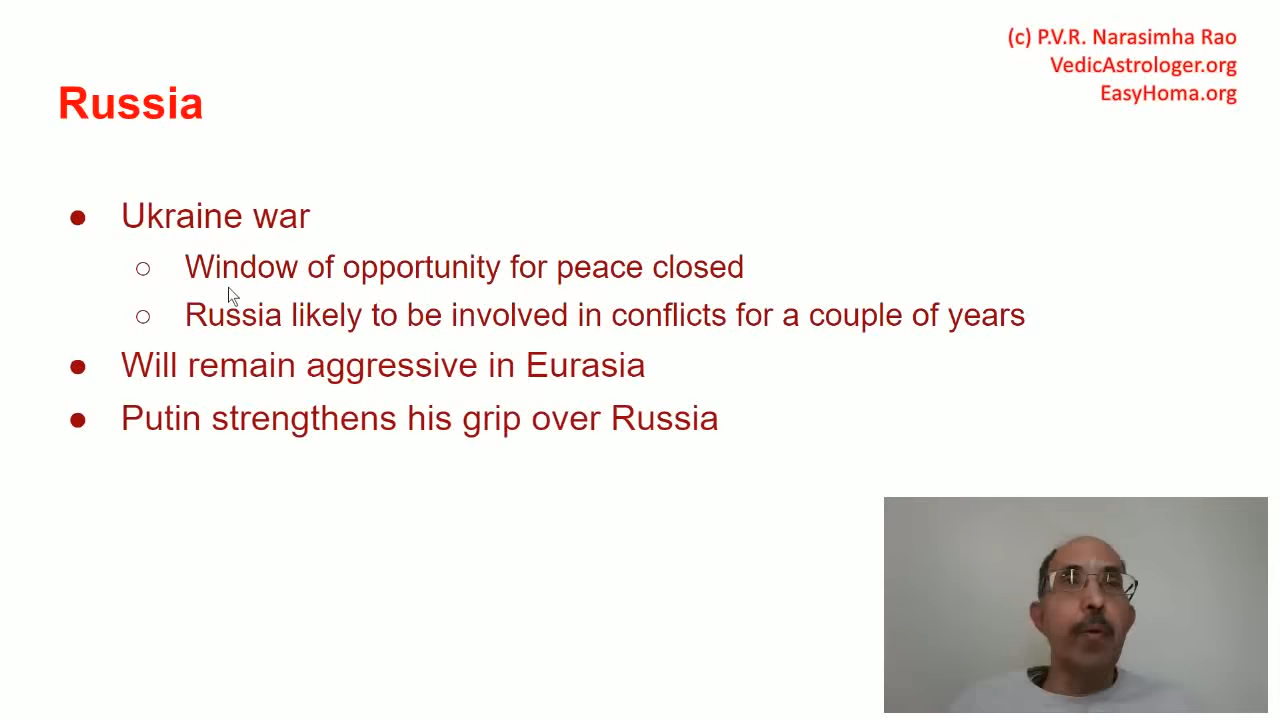 (c) P.V.R. Narasimha Rao
VedicAstrologer.org
EasyHoma.org
Russia
● Ukraine war
○ Window of opportunity for peace closed
○ Russia likely to be involved in conflicts for a couple of years
● Will remain aggressive in Eurasia
● Putin strengthens his grip over Russia